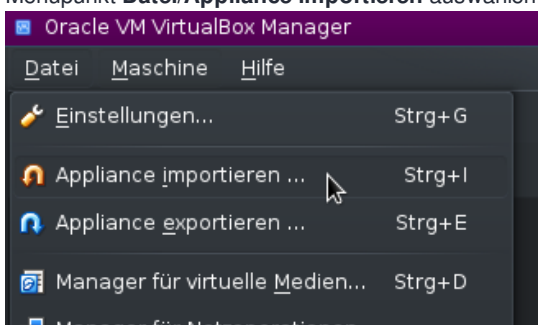 Menüpunkt Datei/Appliance importieren auswählen
Oracle VM VirtualBox Manager
Datei Maschine Hilfe
Einstellungen... Strg+G
Appliance importieren ... Strg+I
Appliance exportieren ... Strg+E
Manager für virtuelle Medien... Strg+D